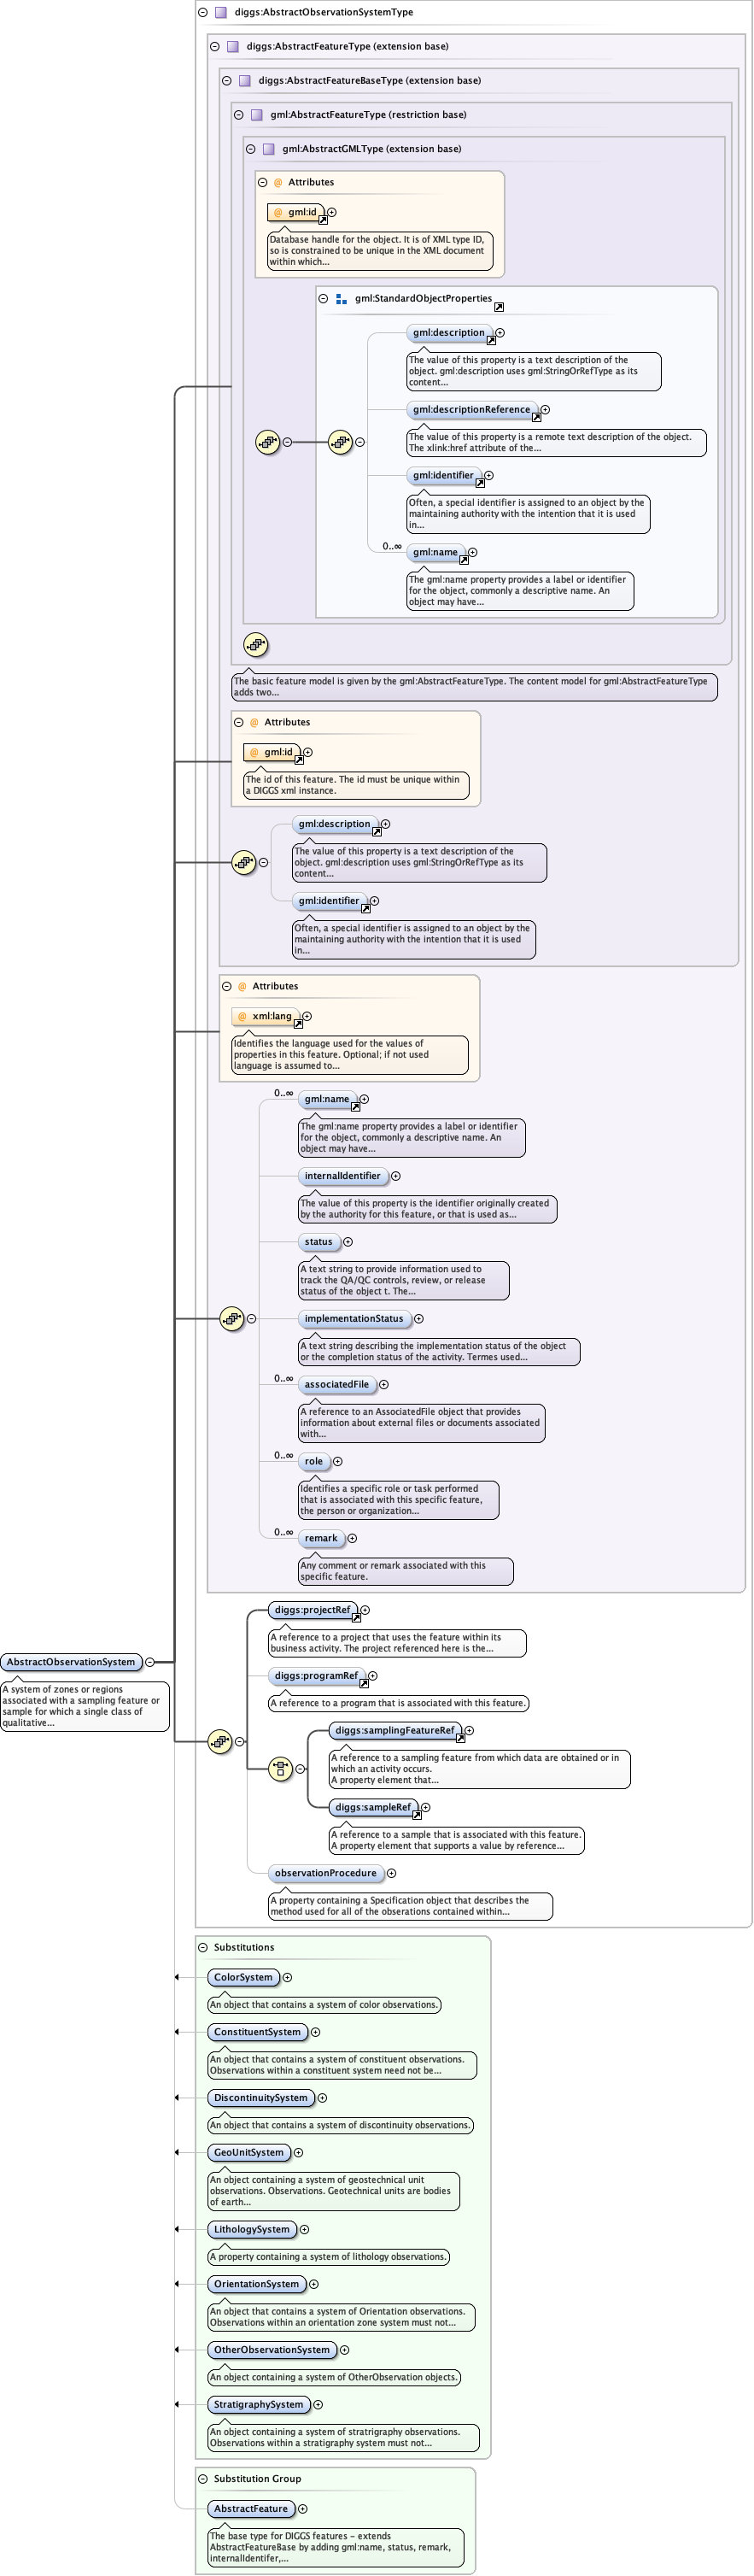 diggs:AbstractObservationSystemType
diggs:AbstractFeatureType (extension base)
diggs:AbstractFeatureBaseType (extension base)
gml:AbstractFeatureType (restriction base)
gml:AbstractGMLType (extension base)
@ Attributes
@ gml:id
Database handle for the object. It is of XML type ID,
so is constrained to be unique in the XML document
within which...
gml:StandardObjectProperties
gml:description
The value of this property is a text description of the
object. gml:description uses gml:StringOrRefType as its
content...
gml:descriptionReference
The value of this property is a remote text description of the object.
The xlink:href attribute of the...
gml:identifier
Often, a special identifier is assigned to an object by the
maintaining authority with the intention that it is used
in...
0..∞
gml:name
The gml:name property provides a label or identifier
for the object, commonly a descriptive name. An
object may have...
The basic feature model is given by the gml:AbstractFeatureType. The content model for gml:AbstractFeatureType
adds two...
@ Attributes
@ gml:id
The id of this feature. The id must be unique within
a DIGGS xml instance.
gml:description
The value of this property is a text description of the
object. gml:description uses gml:StringOrRefType as its
content...
gml:identifier
Often, a special identifier is assigned to an object by the
maintaining authority with the intention that it is used
in...
@ Attributes
@ xml:lang
Identifies the language used for the values of
properties in this feature. Optional; if not used
language is assumed to...
0..∞
gml:name
The gml:name property provides a label or identifier
for the object, commonly a descriptive name. An
object may have...
internalIdentifier
The value of this property is the identifier originally created
by the authority for this feature, or that is used as...
status
A text string to provide information used to
track the QA/QC controls, review, or release
status of the object t. The...
implementationStatus
A text string describing the implementation status of the object
or the completion status of the activity. Termes used...
0..∞
associatedFile
A reference to an AssociatedFile object that provides
information about external files or documents associated
with...
0..∞
role
Identifies a specific role or task performed
that is associated with this specific feature,
the person or organization...
0..∞
remark
Any comment or remark associated with this
specific feature.
diggs:projectRef
A reference to a project that uses the feature within its
business activity. The project referenced here is the...
AbstractObservationSystem
A system of zones or regions
associated with a sampling feature or
sample for which a single class of
qualitative...
diggs:programRef
A reference to a program that is associated with this feature.
diggs:samplingFeatureRef
A reference to a sampling feature from which data are obtained or in
which an activity occurs.
A property element that...
diggs:sampleRef
A reference to a sample that is associated with this feature.
A property element that supports a value by reference...
observationProcedure
A property containing a Specification object that describes the
method used for all of the obserations contained within...
Substitutions
ColorSystem
An object that contains a system of color observations.
ConstituentSystem
An object that contains a system of constituent observations.
Observations within a constituent system need not be...
DiscontinuitySystem
An object that contains a system of discontinuity observations.
GeoUnitSystem
An object containing a system of geostechnical unit
observations. Observations. Geotechnical units are bodies
of earth...
LithologySystem
A property containing a system of lithology observations.
OrientationSystem
An object that contains a system of Orientation observations.
Observations within an orientation zone system must not...
OtherObservationSystem
An object containing a system of OtherObservation objects.
StratigraphySystem
An object containing a system of stratrigraphy observations.
Observations within a stratigraphy system must not...
Substitution Group
AbstractFeature
The base type for DIGGS features - extends
AbstractFeatureBase by adding gml:name, status, remark,
internalIdentifer,...